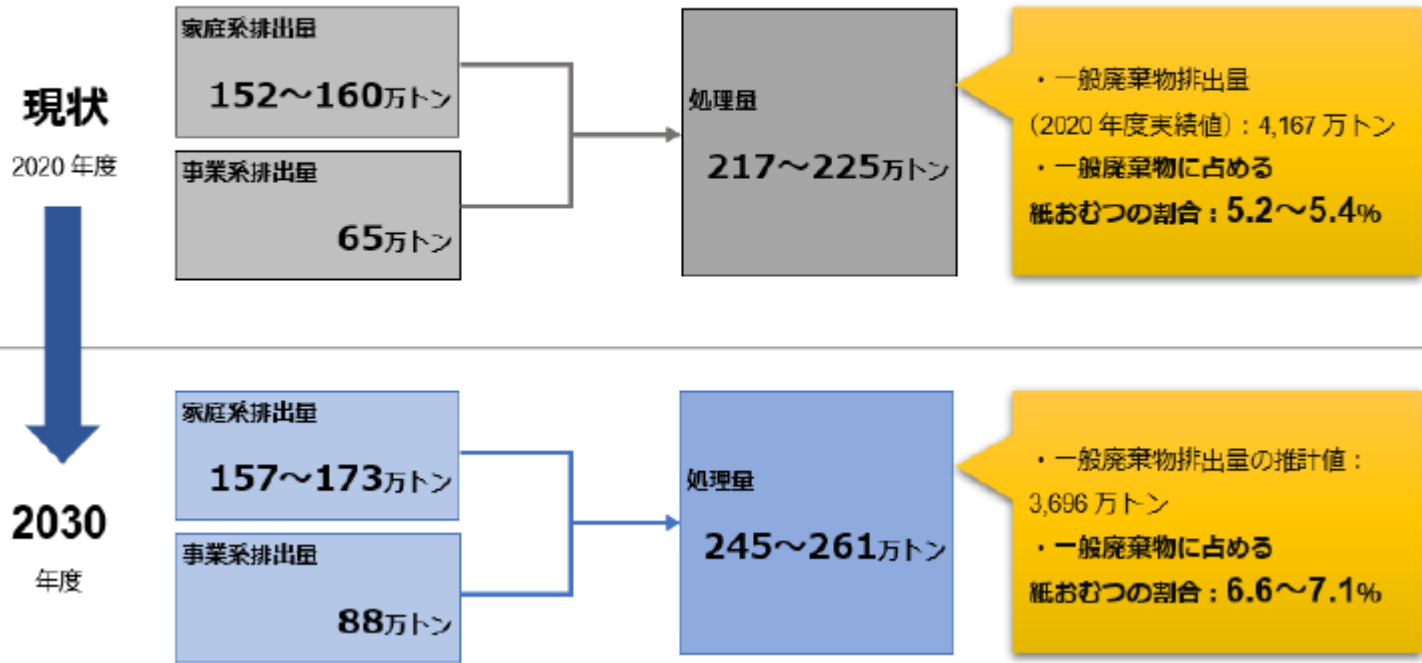 現状
2020 年度
家庭系排出量
152～160万トン
事業系排出量
65万トン
処理量
217～225万トン
・一般廃棄物排出量
(2020 年度実績値)：4,167 万トン
・一般廃棄物に占める
紙おむつの割合：5.2～5.4%
2030
年度
家庭系排出量
157～173万トン
事業系排出量
88万トン
処理量
245～261万トン
・一般廃棄物排出量の推計値：
3,696 万トン
・一般廃棄物に占める
紙おむつの割合：6.6～7.1%